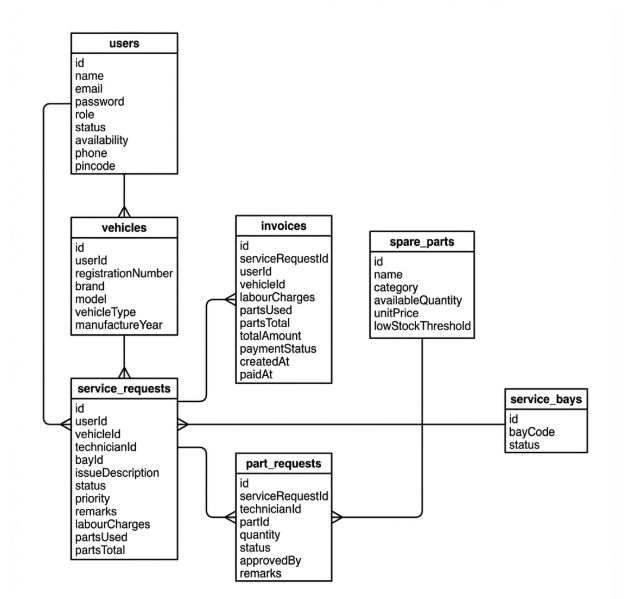 users
id
name
email
password
role
status
availability
phone
pincode
vehicles
id
userId
registrationNumber
brand
model
vehicleType
manufactureYear
invoices
id
serviceRequestId
userId
vehicleId
labourCharges
partsUsed
partsTotal
totalAmount
paymentStatus
createdAt
paidAt
spare_parts
id
name
category
availableQuantity
unitPrice
lowStockThreshold
service_requests
id
userId
vehicleId
technicianId
bayId
issueDescription
status
priority
remarks
labourCharges
partsUsed
partsTotal
part_requests
id
serviceRequestId
technicianId
partId
quantity
status
approvedBy
remarks
service_bays
id
bayCode
status